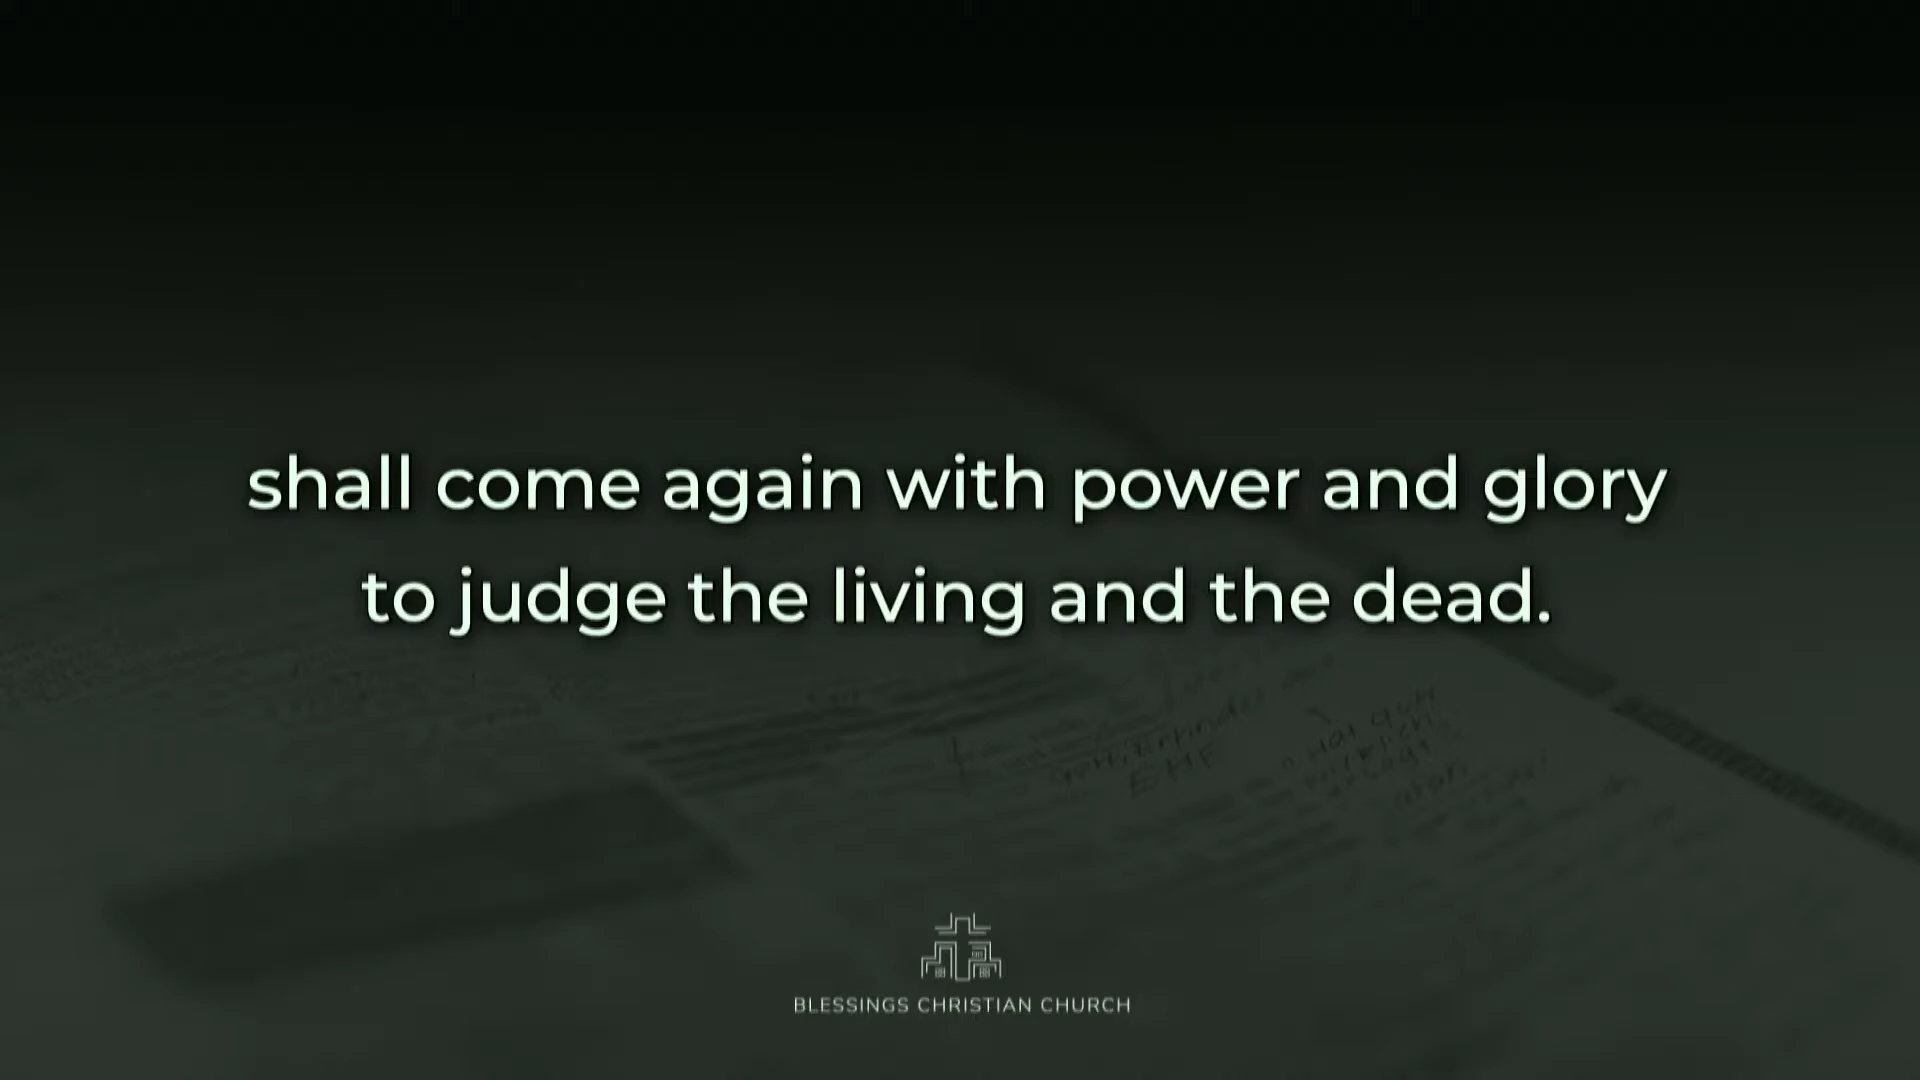 shall come again with power and glory
to judge the living and the dead.
BLESSINGS CHRISTIAN CHURCH